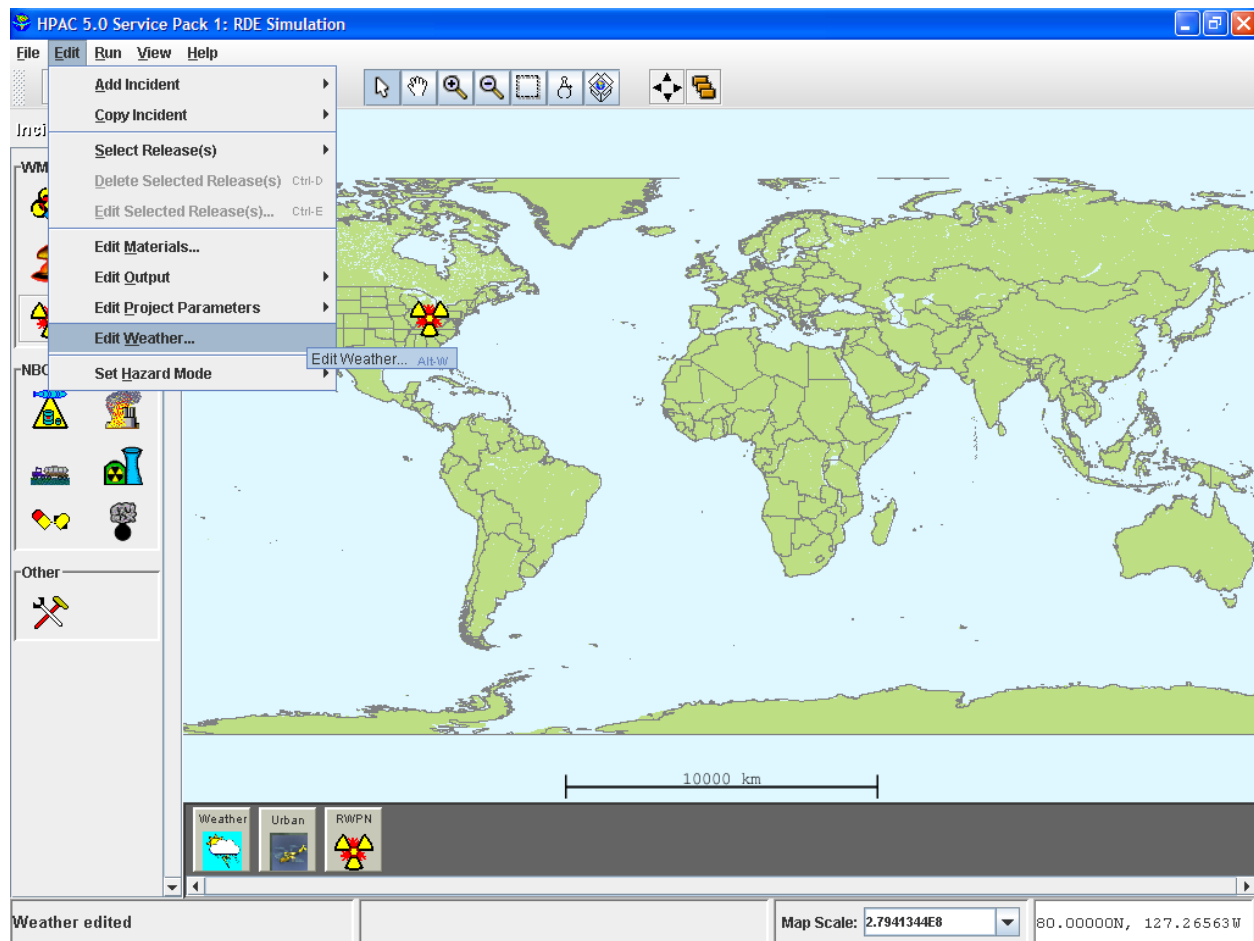 HPAC 5.0 Service Pack 1: RDE Simulation
File Edit Run View Help
Add Incident
Copy Incident
Select Release(s)
Delete Selected Release(s) Ctrl-D
Edit Selected Release(s)... Ctrl-E
Edit Materials...
Edit Output
Edit Project Parameters
Edit Weather...
Edit Weather... Alt-W
Set Hazard Mode
Inci
WM
NBC
Other
10000 km
Weather Urban RWPN
Weather edited
Map Scale: 2.7941344E8
80.00000N, 127.26563W